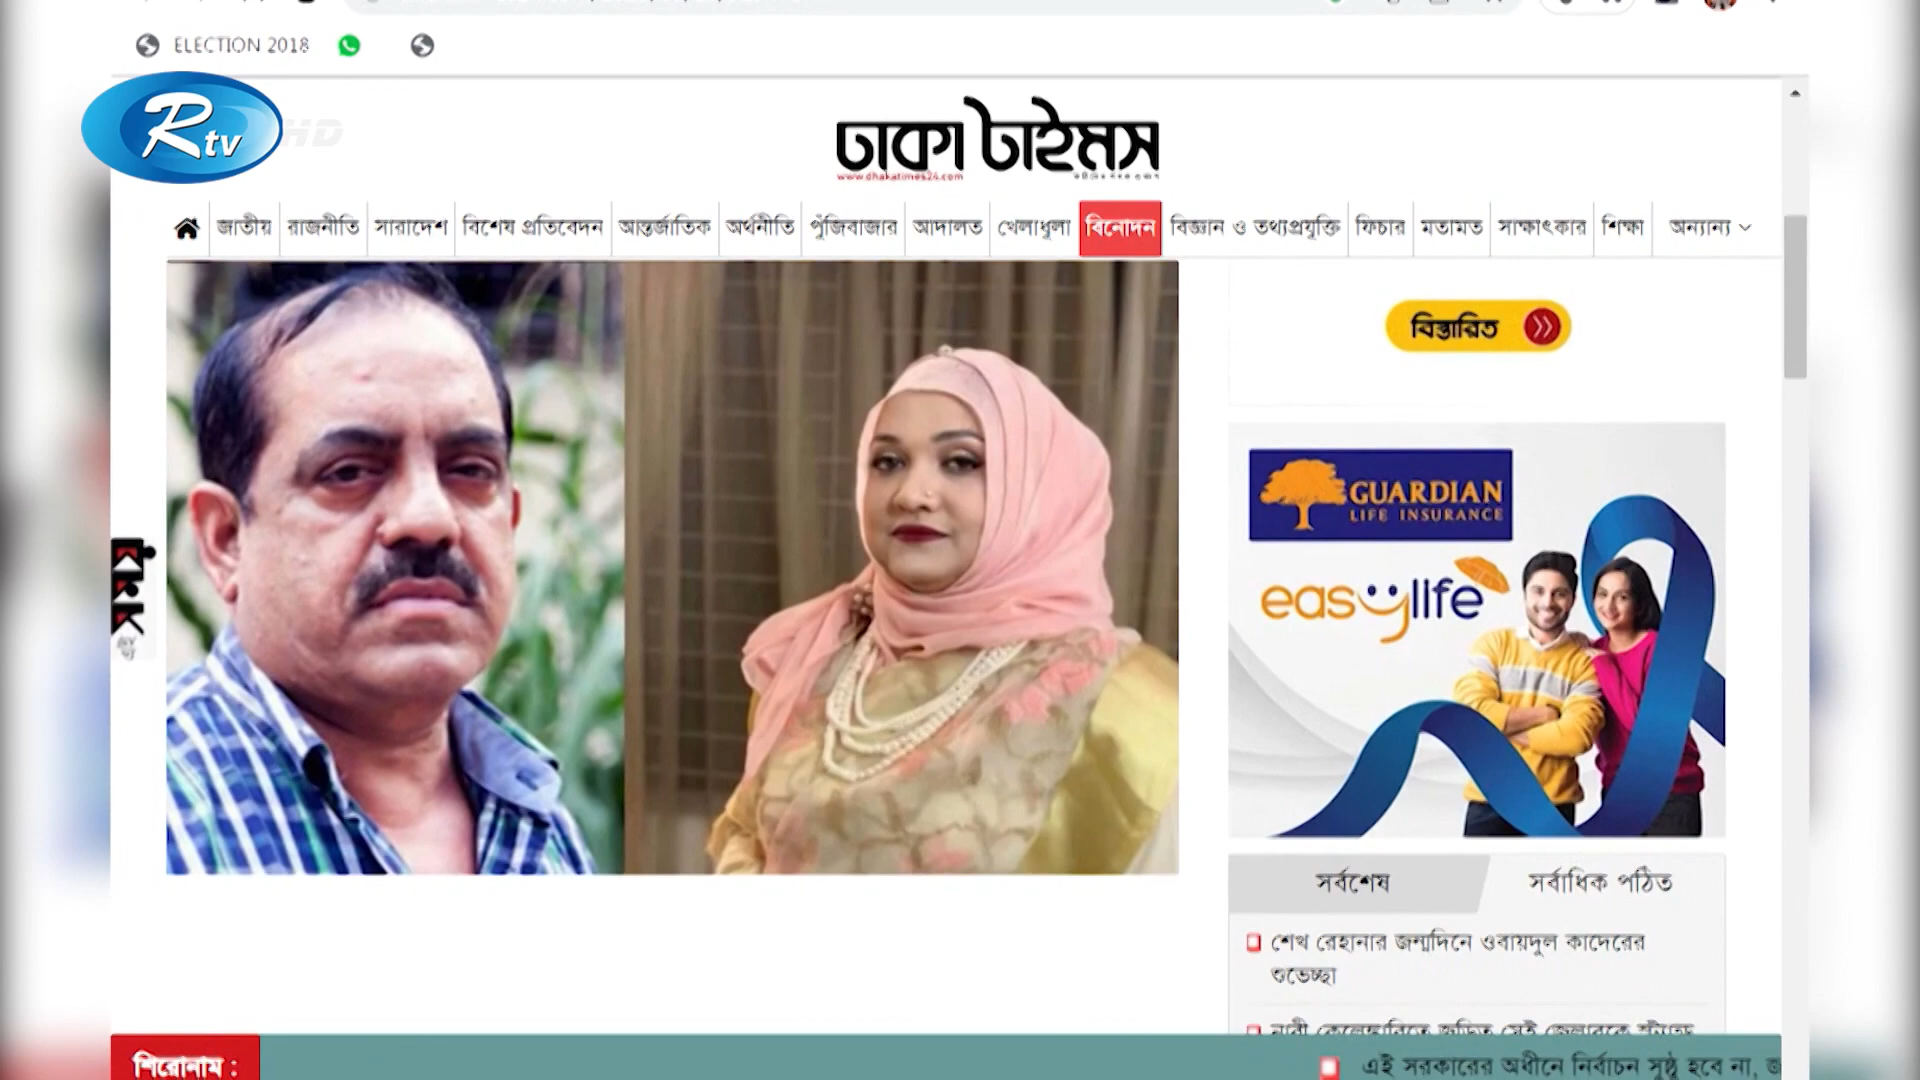 ELECTION 2018
Rtv
HD
ঢাকা টাইমস
www.dhakatimes24.com
জাতীয় রাজনীতি সারাদেশ বিশেষ প্রতিবেদন আন্তর্জাতিক অর্থনীতি পুঁজিবাজার আদালত খেলাধুলা বিনোদন বিজ্ঞান ও তথ্যপ্রযুক্তি ফিচার মতামত সাক্ষাৎকার শিক্ষা অন্যান্য
বিস্তারিত
GUARDIAN
LIFE INSURANCE
easylife
সর্বশেষ সর্বাধিক পঠিত
শেখ রেহানার জন্মদিনে ওবায়দুল কাদেরের
শুভেচ্ছা
শিরোনাম :
এই সরকারের অধীনে নির্বাচন সুষ্ঠু হবে না,